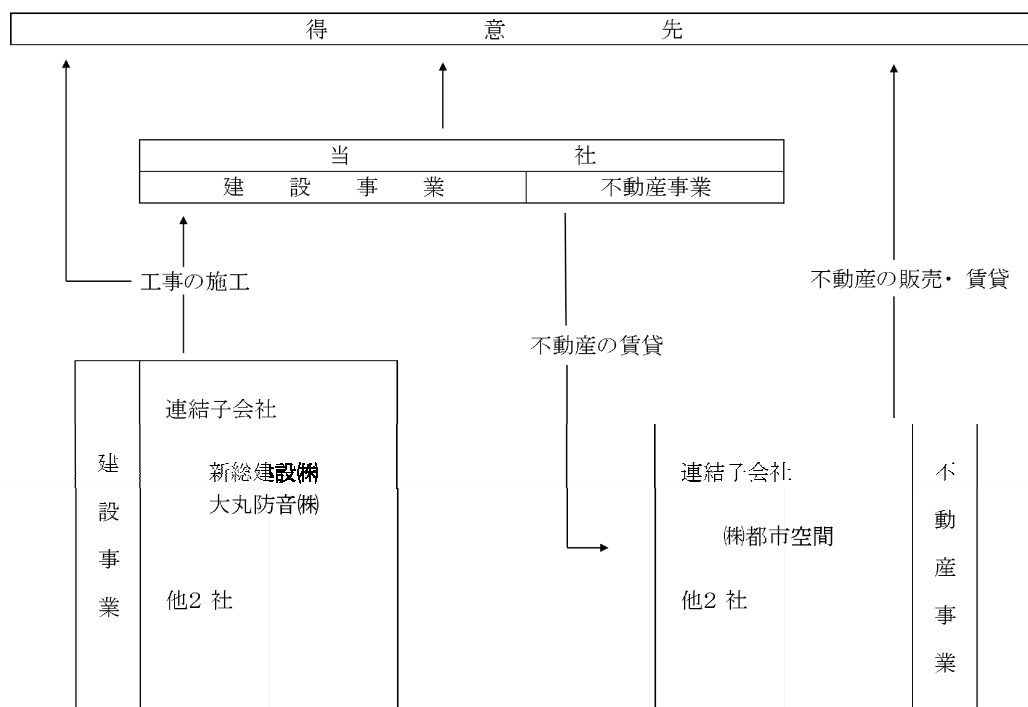 得意先
当社
建設事業
不動産事業
工事の施工
不動産の販売・賃貸
不動産の賃貸
建設事業
連結子会社
新総建設㈱
大丸防音㈱
他2 社
連結子会社
㈱都市空間
他2 社
不動産事業